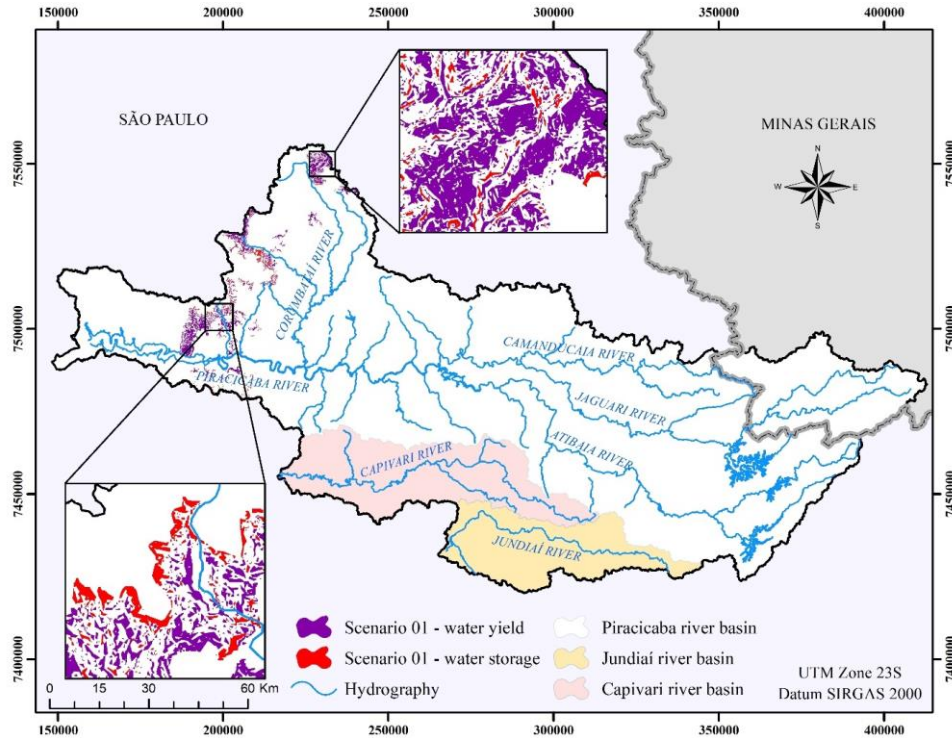 150000 200000 250000 300000 350000 400000
SÃO PAULO
MINAS GERAIS
N
W E
S
7550000 7550000
CORUMBATAÍ RIVER
7500000 7500000
CAMANDUCAIA RIVER
PIRACICABA RIVER
JAGUARI RIVER
ATIBAIA RIVER
CAPIVARI RIVER
7450000 7450000
JUNDIAÍ RIVER
Scenario 01 - water yield Piracicaba river basin
Scenario 01 - water storage Jundiaí river basin
Hydrography Capivari river basin
UTM Zone 23S
Datum SIRGAS 2000
7400000 7400000
0 15 30 60 Km
150000 200000 250000 300000 350000 400000